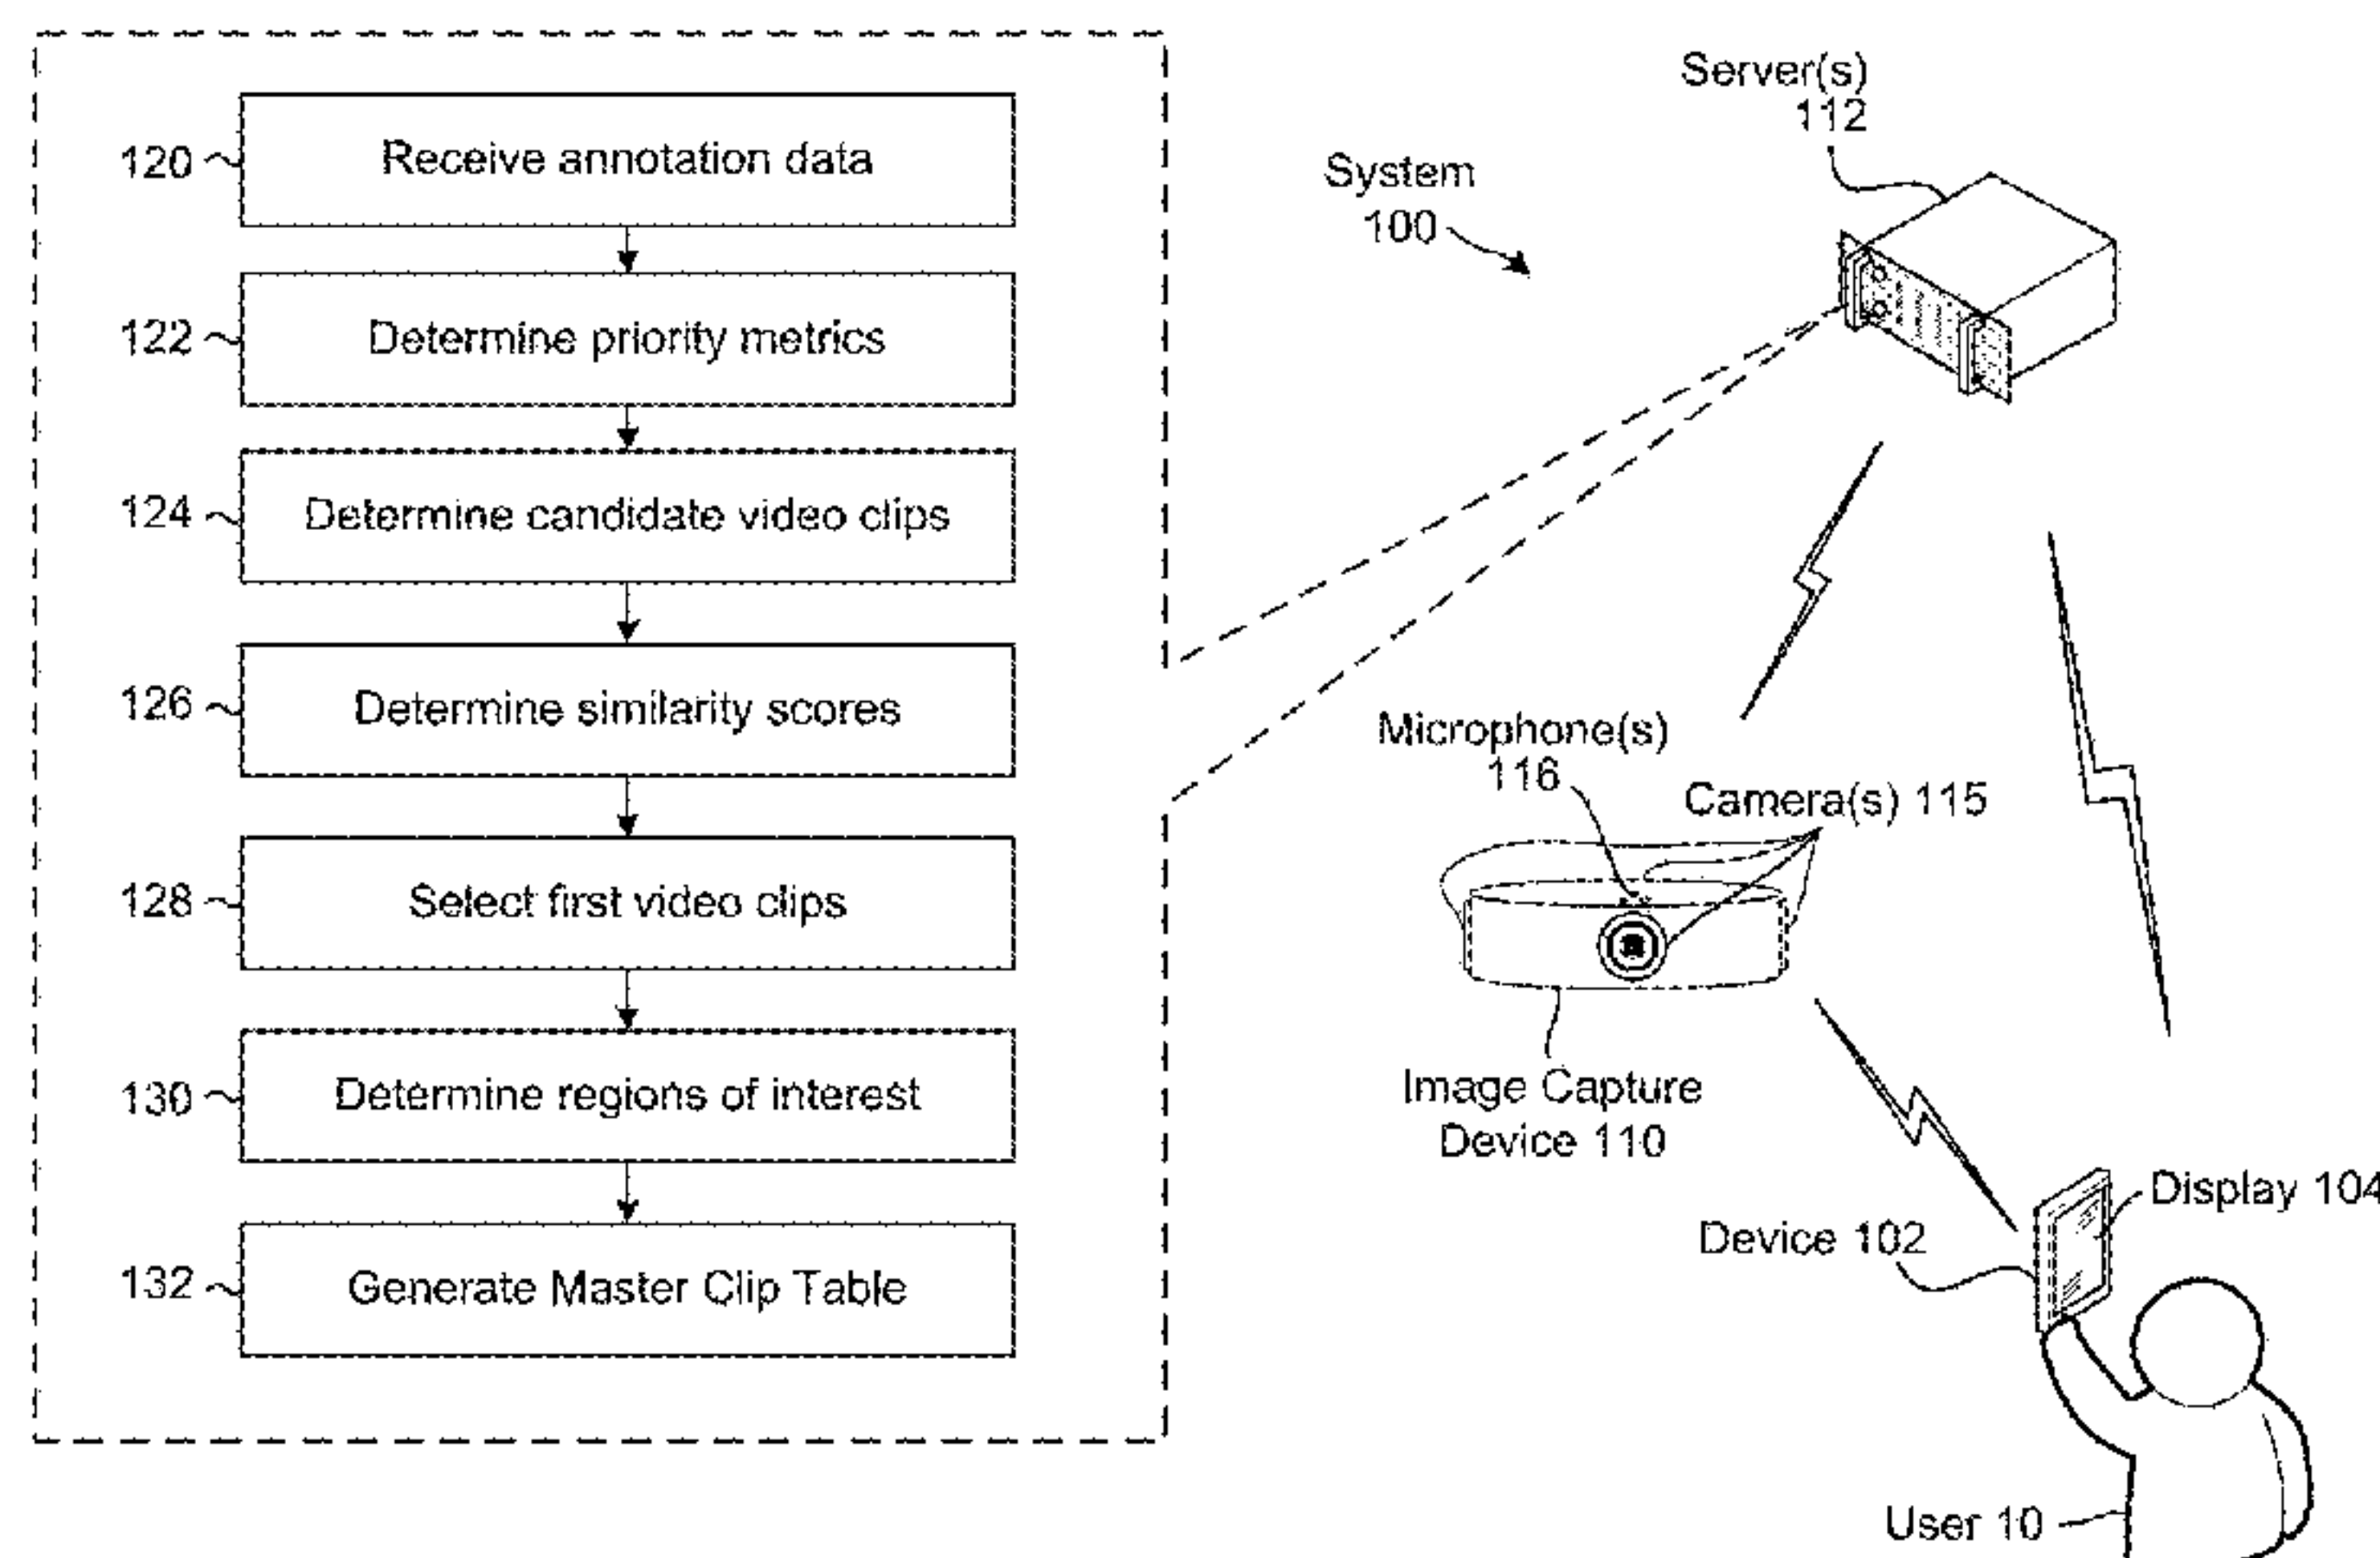 120 Receive annotation data
122 Determine priority metrics
124 Determine candidate video clips
126 Determine similarity scores
128 Select first video clips
130 Determine regions of interest
132 Generate Master Clip Table
Server(s)
112
System
100
Microphone(s)
116
Camera(s) 115
Image Capture
Device 110
Display 104
Device 102
User 10